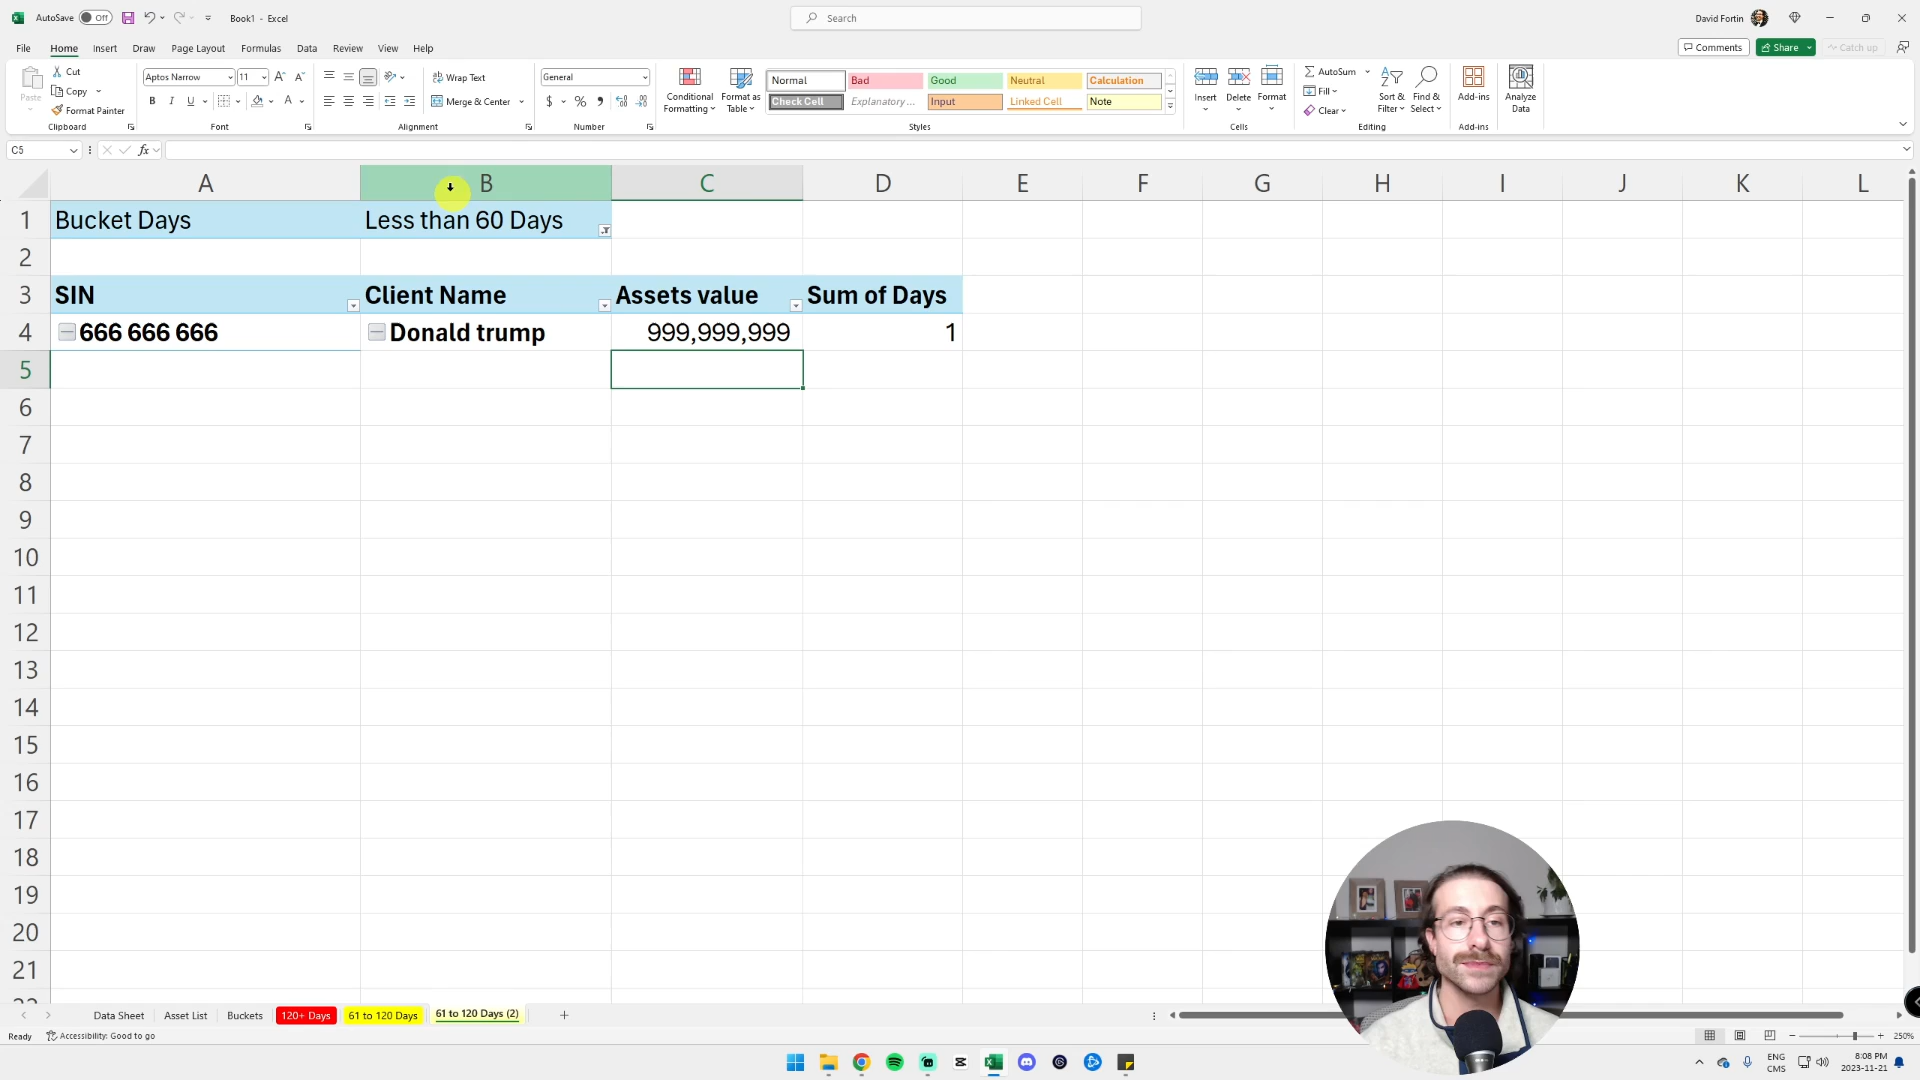 AutoSave Off Book1 - Excel Search David Fortin
File Home Insert Draw Page Layout Formulas Data Review View Help Comments Share Catch up
Paste Cut Copy Format Painter Clipboard
Aptos Narrow 11 B I U A Font
Wrap Text Merge & Center Alignment
General $ % Number
Conditional Formatting Format as Table
Normal Bad Good Neutral Calculation
Check Cell Explanatory ... Input Linked Cell Note
Styles
Insert Delete Format Cells
AutoSum Fill Clear Sort & Filter Find & Select Editing
Add-ins Add-ins
Analyze Data
C5 fx
A B C D E F G H I J K L
1 Bucket Days Less than 60 Days
2
3 SIN Client Name Assets value Sum of Days
4 666 666 666 Donald trump 999,999,999 1
5
6
7
8
9
10
11
12
13
14
15
16
17
18
19
20
21
22
Data Sheet Asset List Buckets 120+ Days 61 to 120 Days 61 to 120 Days (2)
Ready Accessibility: Good to go 250%
ENG CMS 8:08 PM 2023-11-21